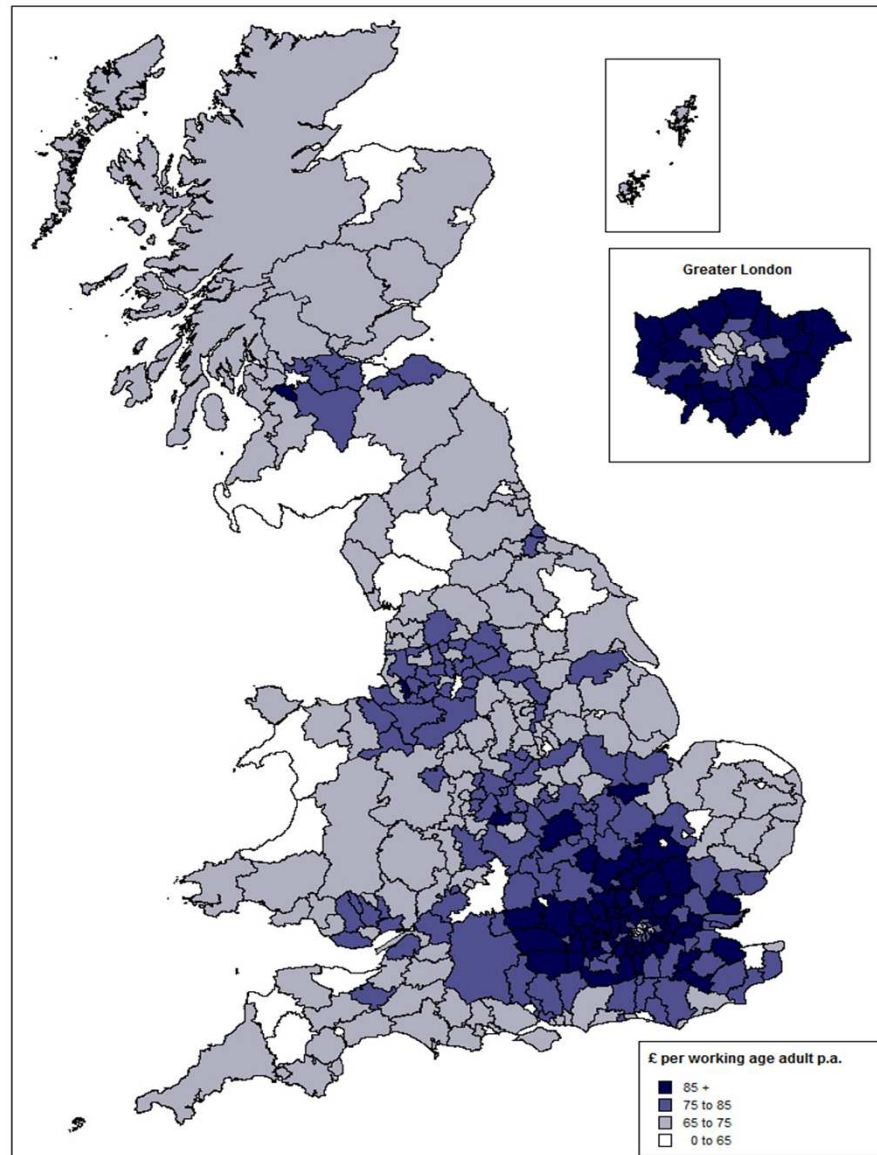 Greater London
£ per working age adult p.a.
85 +
75 to 85
65 to 75
0 to 65